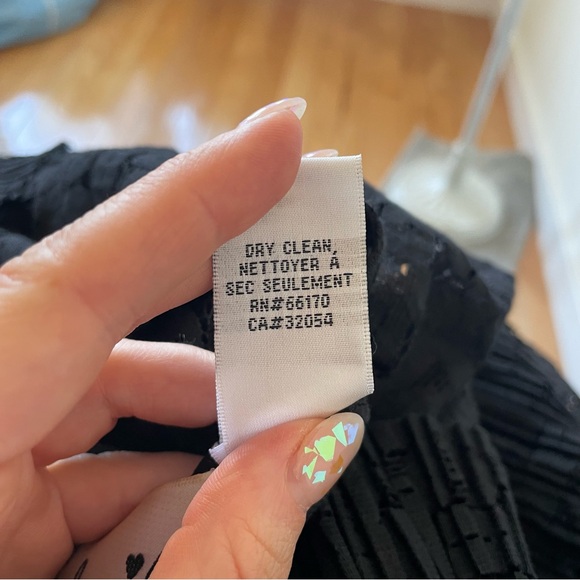 DRY CLEAN,
NETTOYER À
SEC SEULEMENT
RN#66170
CA#32054